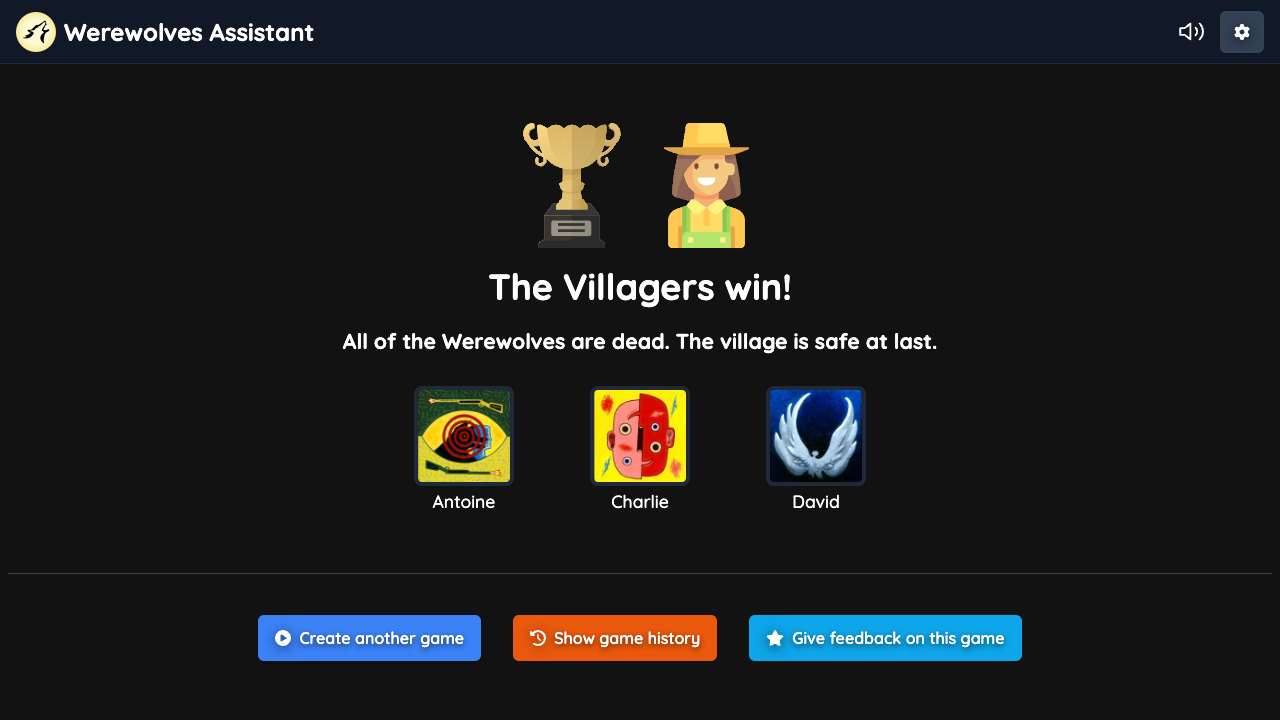 Werewolves Assistant
The Villagers win!
All of the Werewolves are dead. The village is safe at last.
Antoine
Charlie
David
Create another game
Show game history
Give feedback on this game